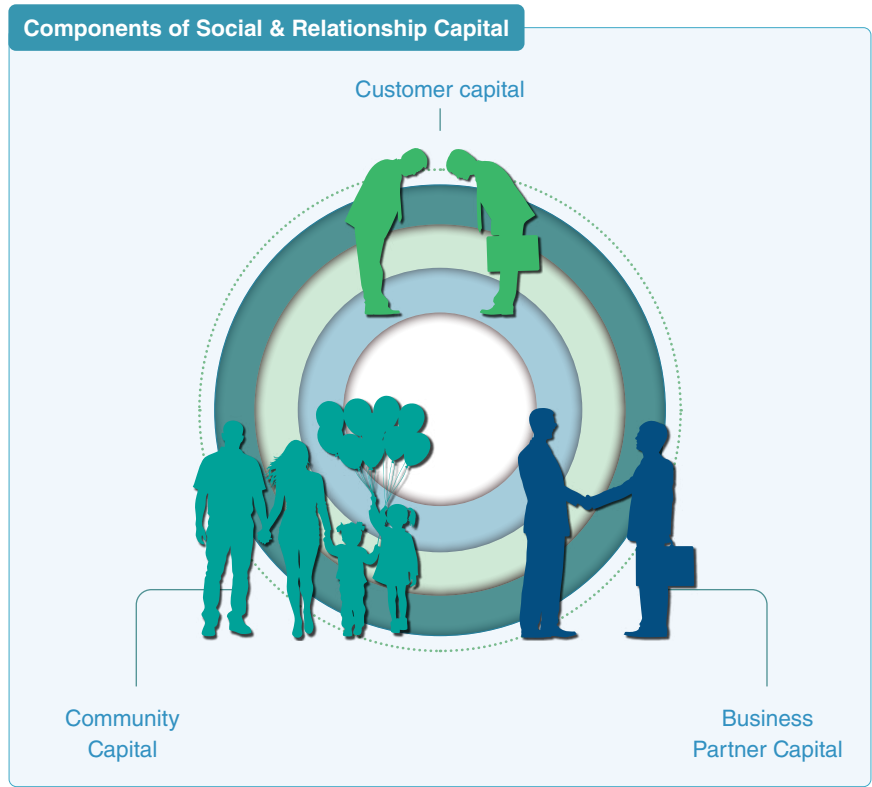 Components of Social & Relationship Capital
Customer capital
Community
Capital
Business
Partner Capital